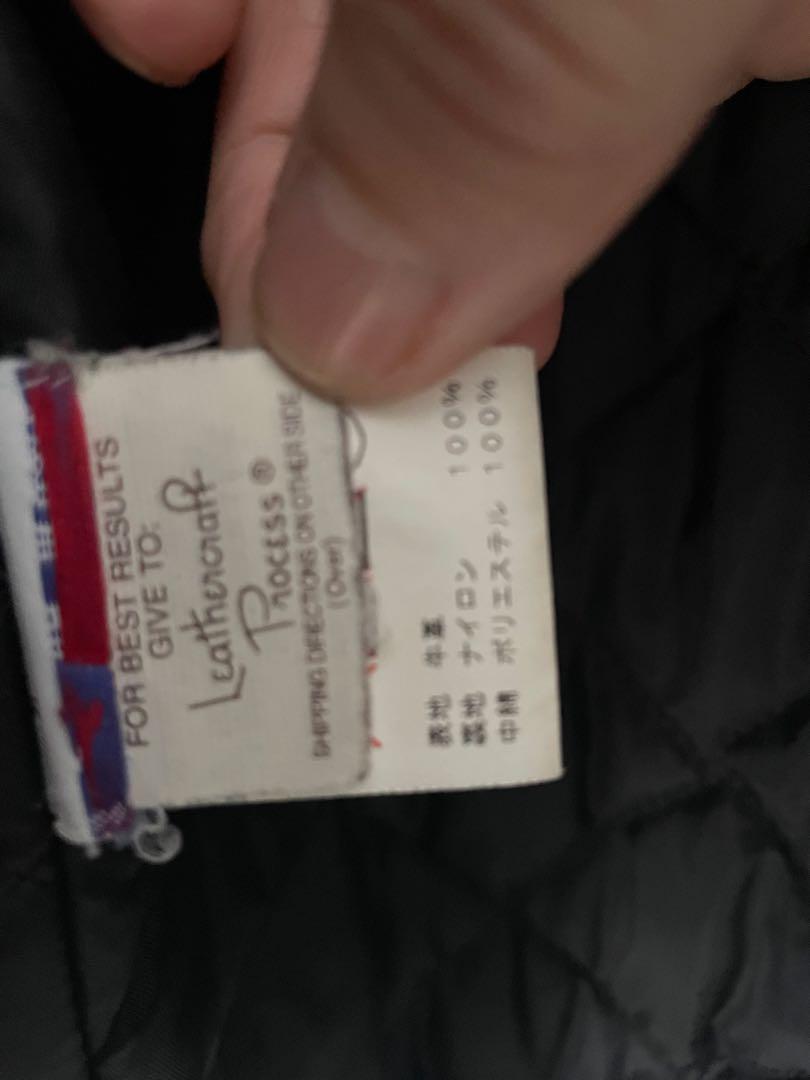 FOR BEST RESULTS
GIVE TO:
Leathercraft
Process®
SHIPPING DIRECTIONS ON OTHER SIDE
(Over)
表地 牛革
裏地 ナイロン 100%
中綿 ポリエステル 100%